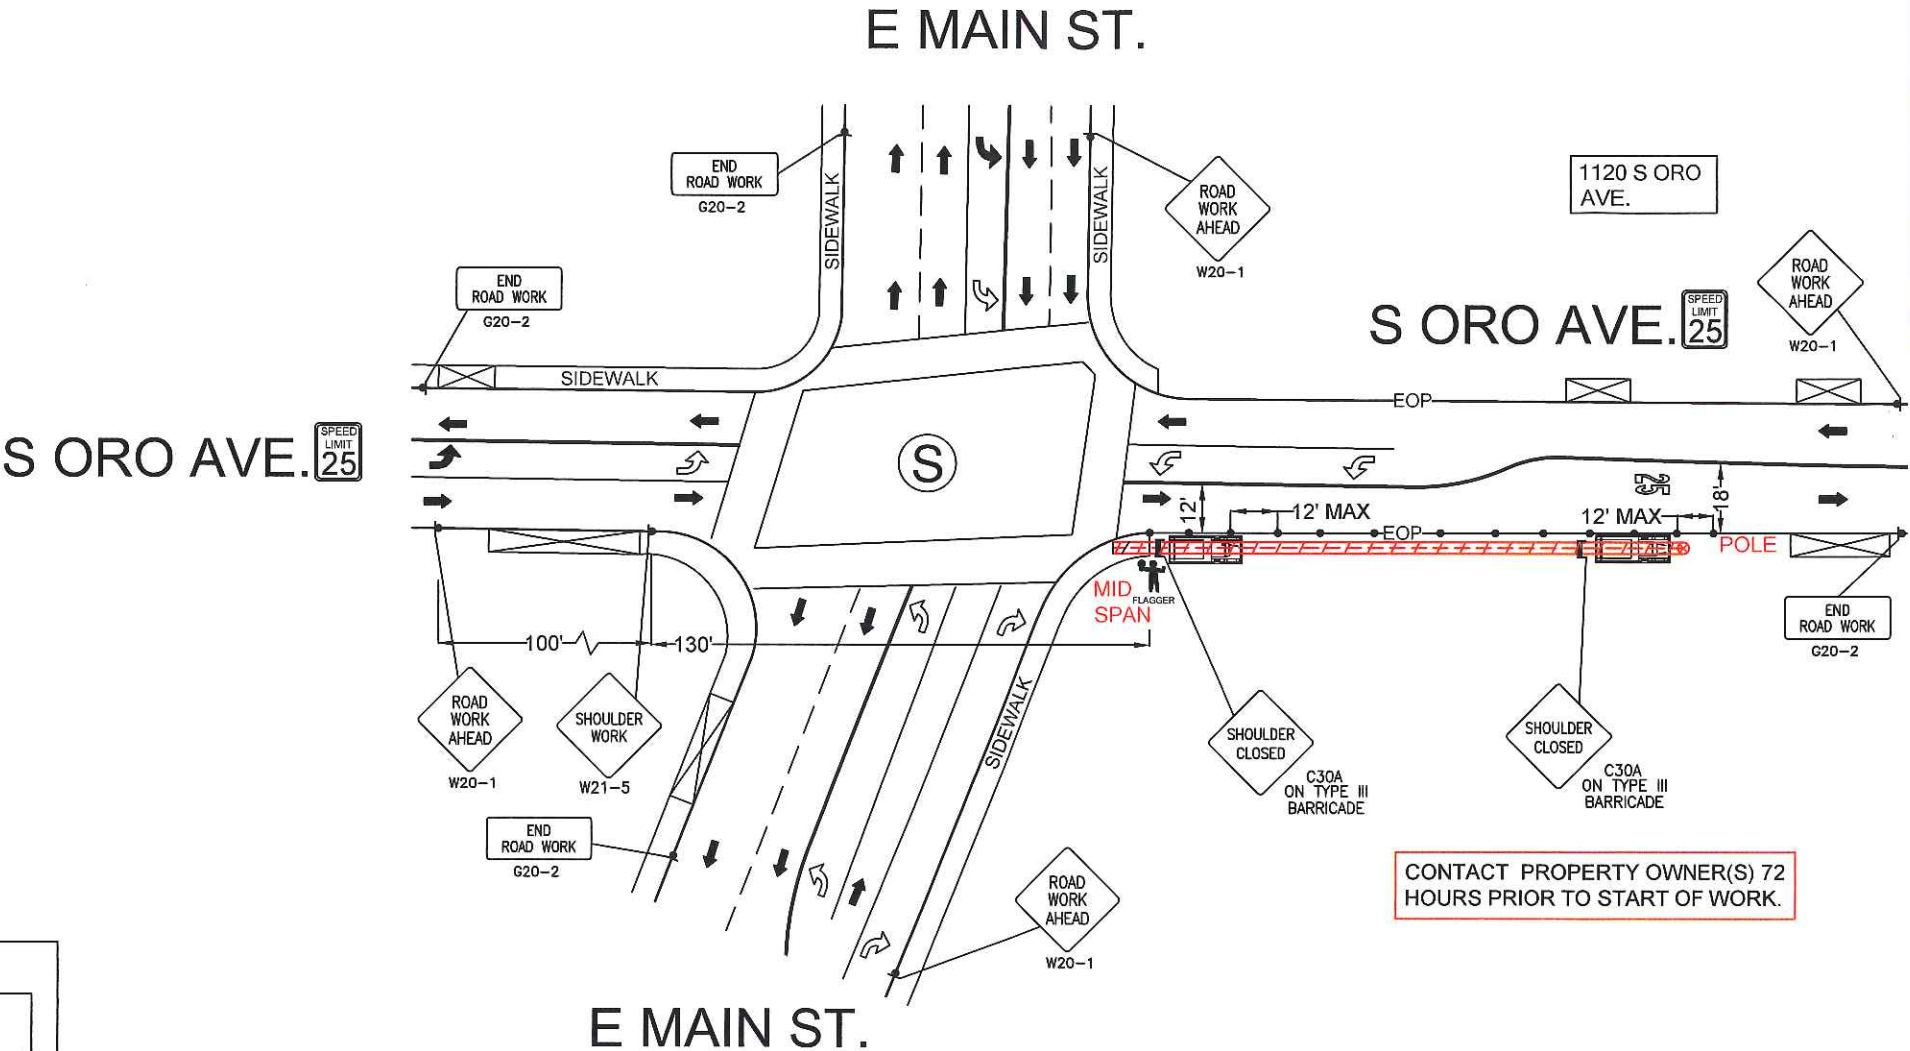 E MAIN ST.
END
ROAD WORK
G20-2
SIDEWALK
SIDEWALK
ROAD
WORK
AHEAD
W20-1
1120 S ORO
AVE.
END
ROAD WORK
G20-2
SIDEWALK
S ORO AVE.
SPEED
LIMIT
25
ROAD
WORK
AHEAD
W20-1
EOP
S ORO AVE.
SPEED
LIMIT
25
S
25
12'
12' MAX
EOP
12' MAX
18'
POLE
MID
SPAN
FLAGGER
100'
130'
END
ROAD WORK
G20-2
ROAD
WORK
AHEAD
W20-1
SHOULDER
WORK
W21-5
SIDEWALK
SHOULDER
CLOSED
C30A
ON TYPE III
BARRICADE
SHOULDER
CLOSED
C30A
ON TYPE III
BARRICADE
END
ROAD WORK
G20-2
ROAD
WORK
AHEAD
W20-1
CONTACT PROPERTY OWNER(S) 72
HOURS PRIOR TO START OF WORK.
E MAIN ST.